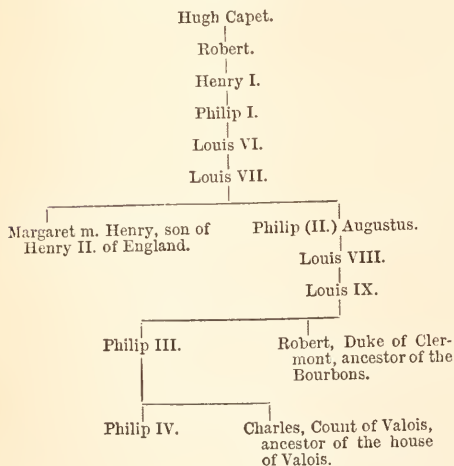 Hugh Capet.
Robert.
Henry I.
Philip I.
Louis VI.
Louis VII.
Margaret m. Henry, son of
Henry II. of England.
Philip (II.) Augustus.
Louis VIII.
Louis IX.
Philip III.
Robert, Duke of Cler-
mont, ancestor of the
Bourbons.
Philip IV.
Charles, Count of Valois,
ancestor of the house
of Valois.